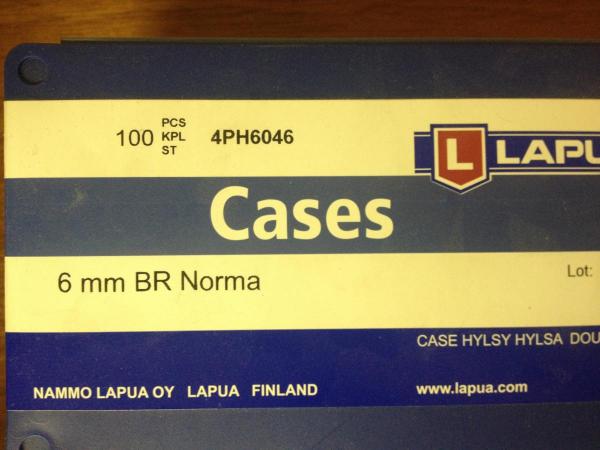 100 PCS
KPL
ST
4PH6046
L LAPU
Cases
6 mm BR Norma
Lot:
CASE HYLSY HYLSA DOU
NAMMO LAPUA OY LAPUA FINLAND
www.lapua.com